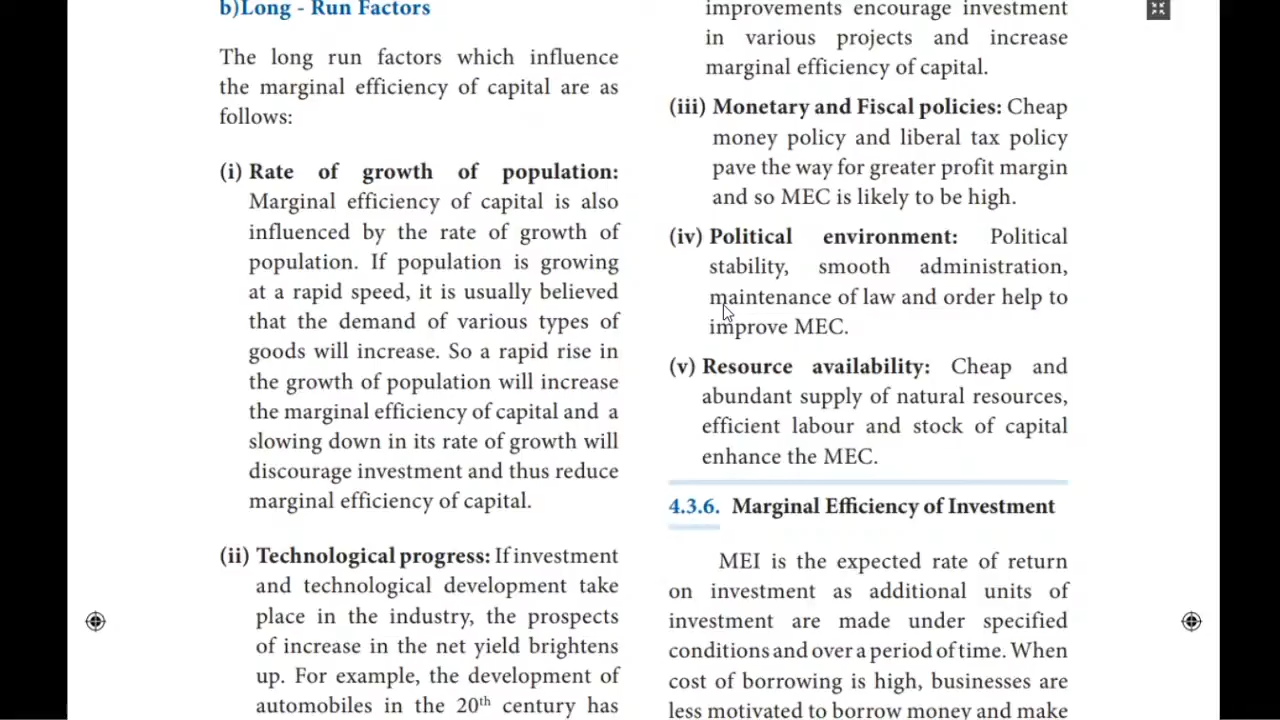 b)Long - Run Factors
The long run factors which influence
the marginal efficiency of capital are as
follows:
(i) Rate of growth of population:
Marginal efficiency of capital is also
influenced by the rate of growth of
population. If population is growing
at a rapid speed, it is usually believed
that the demand of various types of
goods will increase. So a rapid rise in
the growth of population will increase
the marginal efficiency of capital and a
slowing down in its rate of growth will
discourage investment and thus reduce
marginal efficiency of capital.
(ii) Technological progress: If investment
and technological development take
place in the industry, the prospects
of increase in the net yield brightens
up. For example, the development of
automobiles in the 20th century has
improvements encourage investment
in various projects and increase
marginal efficiency of capital.
(iii) Monetary and Fiscal policies: Cheap
money policy and liberal tax policy
pave the way for greater profit margin
and so MEC is likely to be high.
(iv) Political environment: Political
stability, smooth administration,
maintenance of law and order help to
improve MEC.
(v) Resource availability: Cheap and
abundant supply of natural resources,
efficient labour and stock of capital
enhance the MEC.
4.3.6. Marginal Efficiency of Investment
MEI is the expected rate of return
on investment as additional units of
investment are made under specified
conditions and over a period of time. When
cost of borrowing is high, businesses are
less motivated to borrow money and make